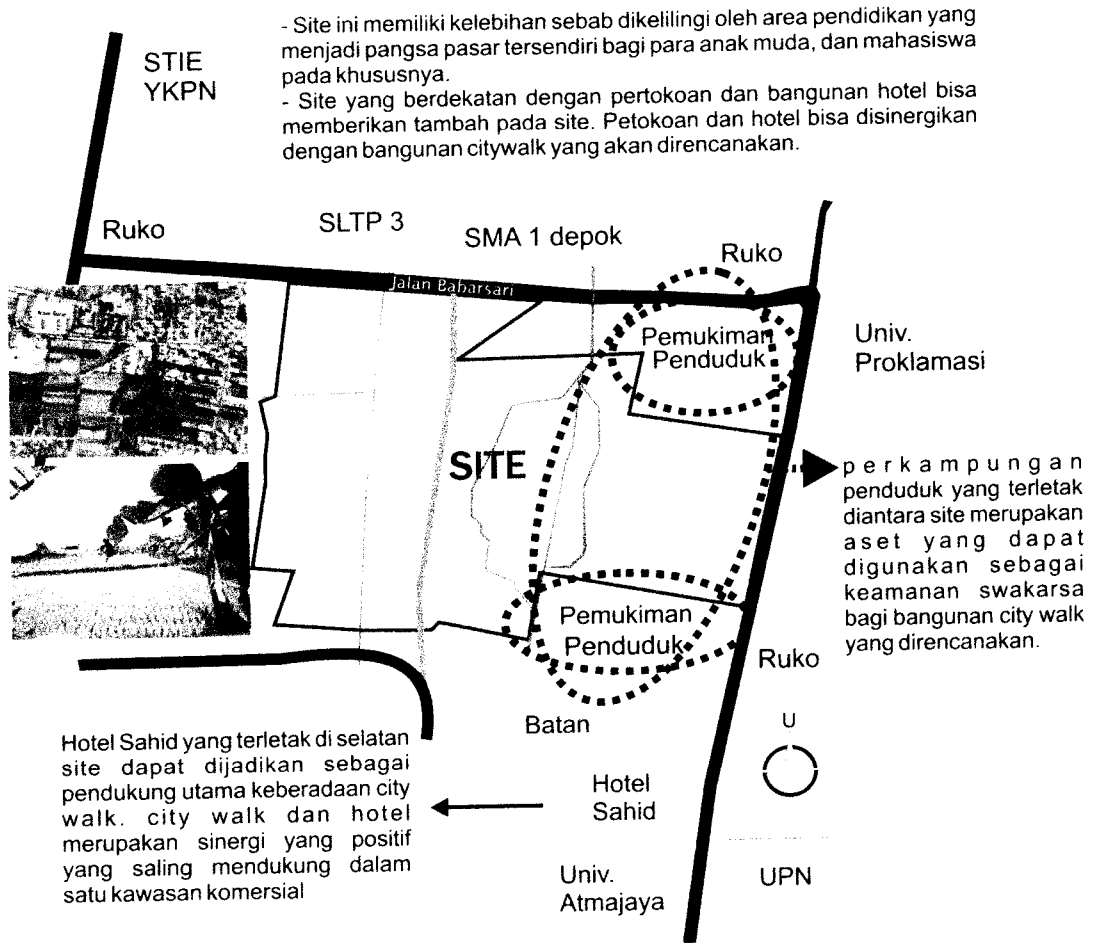 - Site ini memiliki kelebihan sebab dikelilingi oleh area pendidikan yang
menjadi pangsa pasar tersendiri bagi para anak muda, dan mahasiswa
pada khususnya.
- Site yang berdekatan dengan pertokoan dan bangunan hotel bisa
memberikan tambah pada site. Petokoan dan hotel bisa disinergikan
dengan bangunan citywalk yang akan direncanakan.
STIE
YKPN
Ruko
SLTP 3
SMA 1 depok
Ruko
Jalan Babarsari
Pemukiman
Penduduk
Univ.
Proklamasi
SITE
perkampungan
penduduk yang terletak
diantara site merupakan
aset yang dapat
digunakan sebagai
keamanan swakarsa
bagi bangunan city walk
yang direncanakan.
Pemukiman
Penduduk
Ruko
Batan
U
Hotel Sahid yang terletak di selatan
site dapat dijadikan sebagai
pendukung utama keberadaan city
walk. city walk dan hotel
merupakan sinergi yang positif
yang saling mendukung dalam
satu kawasan komersial
Hotel
Sahid
Univ.
Atmajaya
UPN